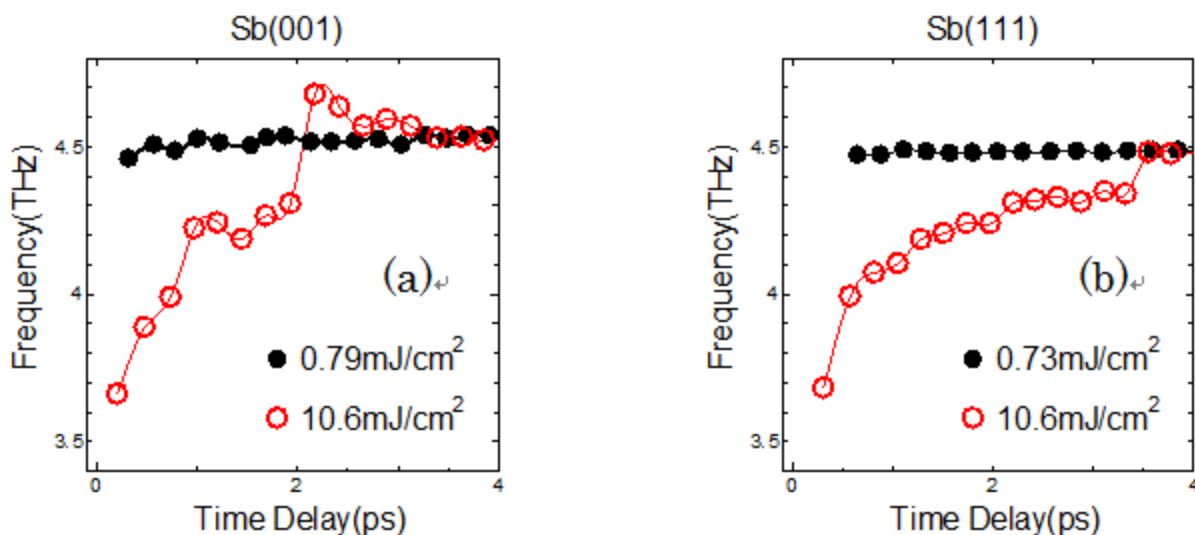 Sb(001)
Frequency(THz)
4.5
4
3.5
(a)↵
0.79mJ/cm²
10.6mJ/cm²
0
2
4
Time Delay(ps)
Sb(111)
Frequency(THz)
4.5
4
3.5
(b)↵
0.73mJ/cm²
10.6mJ/cm²
0
2
4
Time Delay(ps)